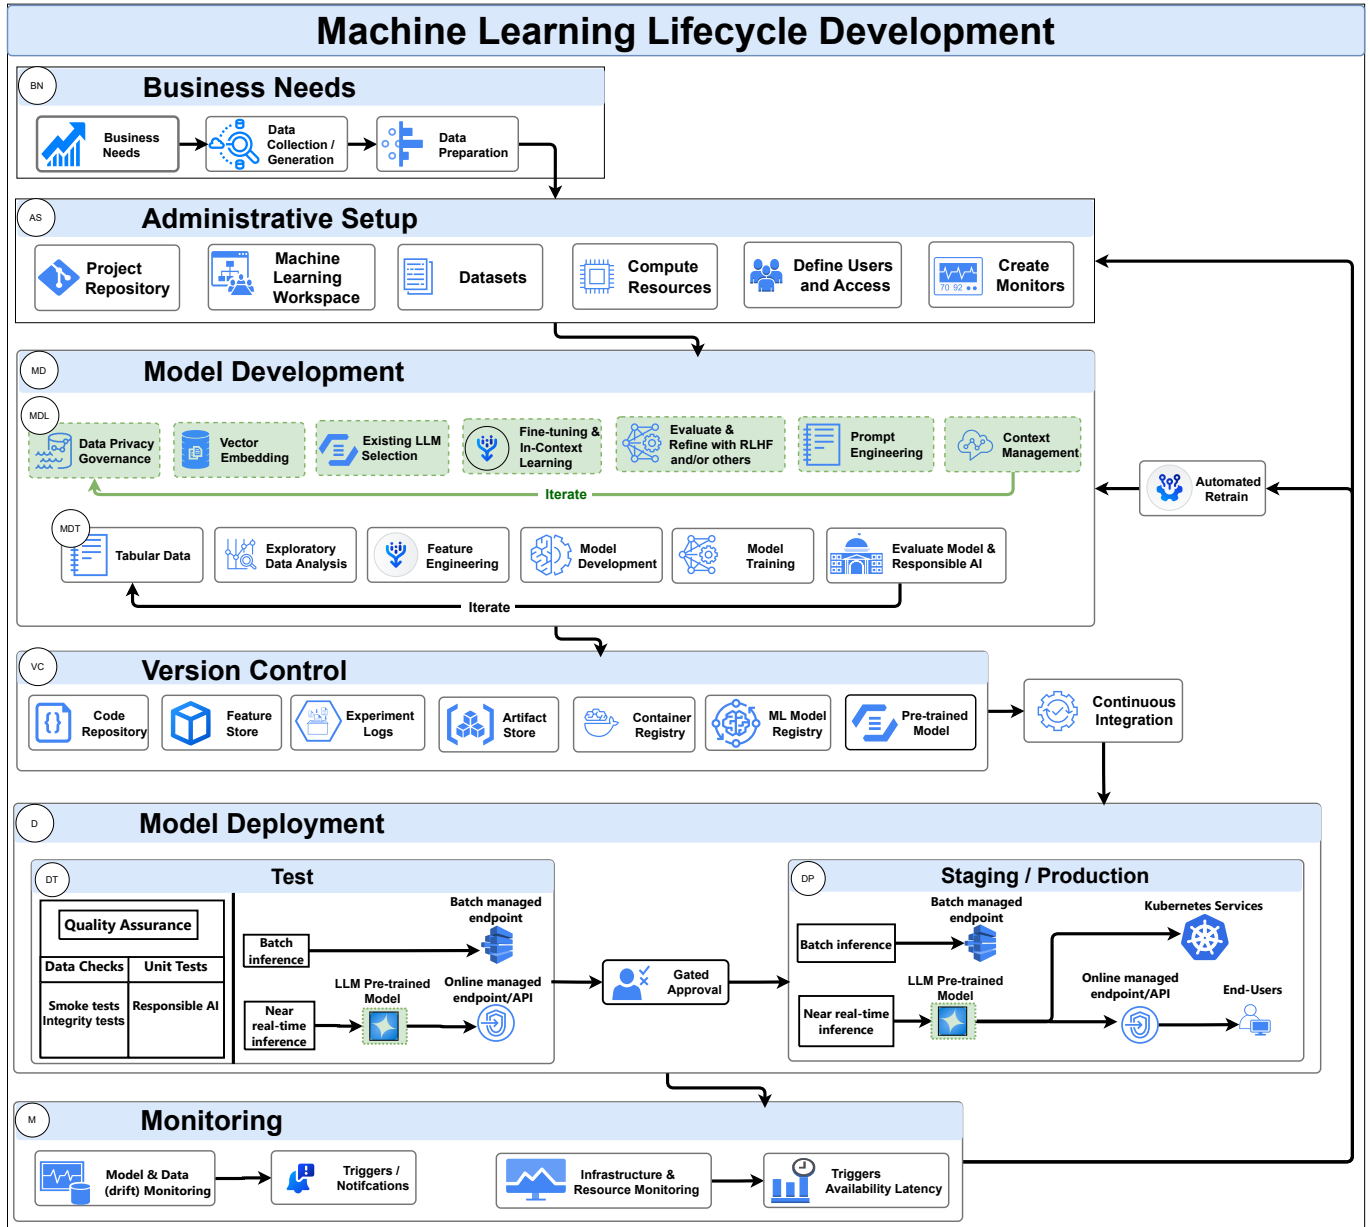 Machine Learning Lifecycle Development
BN
Business Needs
Business
Needs
Data
Collection /
Generation
Data
Preparation
AS
Administrative Setup
Project
Repository
Machine
Learning
Workspace
Datasets
Compute
Resources
Define Users
and Access
70 92
Create
Monitors
MD
Model Development
MDL
Data Privacy
Governance
Vector
Embedding
Existing LLM
Selection
Fine-tuning &
In-Context
Learning
Evaluate &
Refine with RLHF
and/or others
Prompt
Engineering
Context
Management
Iterate
Automated
Retrain
MDT
Tabular Data
Exploratory
Data Analysis
Feature
Engineering
Model
Development
Model
Training
Evaluate Model &
Responsible AI
Iterate
VC
Version Control
Code
Repository
Feature
Store
Experiment
Logs
Artifact
Store
Container
Registry
ML Model
Registry
Pre-trained
Model
Continuous
Integration
D
Model Deployment
DT
Test
Quality Assurance
Data Checks
Unit Tests
Smoke tests
Integrity tests
Responsible AI
Batch
inference
Batch managed
endpoint
Near
real-time
inference
LLM Pre-trained
Model
Online managed
endpoint/API
Gated
Approval
DP
Staging / Production
Batch inference
Batch managed
endpoint
Kubernetes Services
Near real-time
inference
LLM Pre-trained
Model
Online managed
endpoint/API
End-Users
M
Monitoring
Model & Data
(drift) Monitoring
Triggers /
Notifcations
Infrastructure &
Resource Monitoring
Triggers
Availability Latency